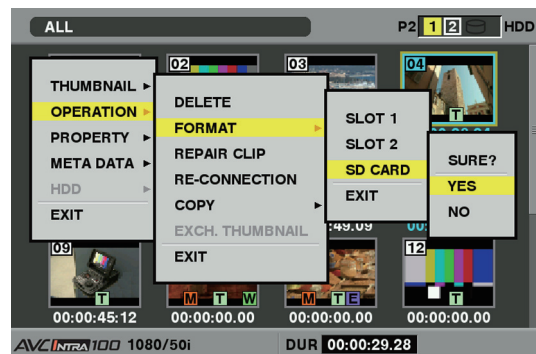 ALL
P2 1 2 HDD
02
03
04
T
THUMBNAIL
OPERATION
PROPERTY
META DATA
HDD
EXIT
DELETE
FORMAT
REPAIR CLIP
RE-CONNECTION
COPY
EXCH. THUMBNAIL
EXIT
SLOT 1
SLOT 2
SD CARD
EXIT
SURE?
YES
NO
:49.09
00:
09
12
T
M T W
M T E
T
00:00:45:12
00:00:00.00
00:00:00.00
00:00:00.00
AVC INTRA 100 1080/50i
DUR 00:00:29.28